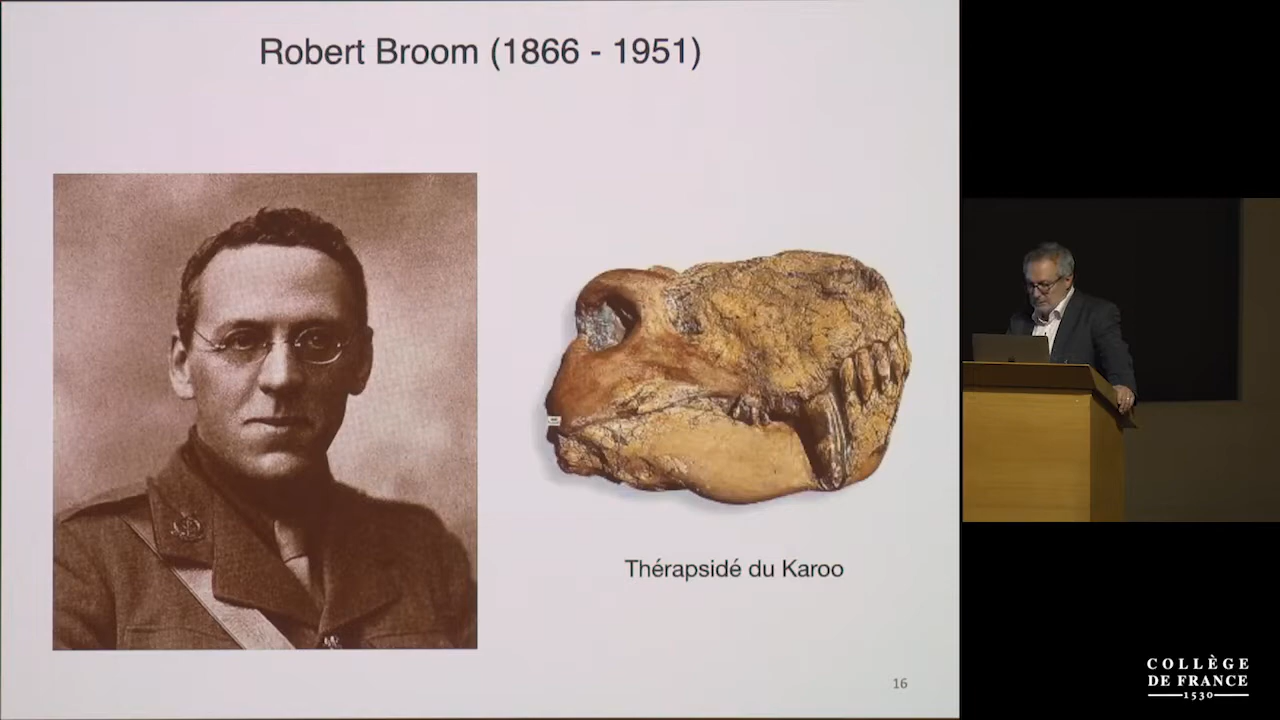 Robert Broom (1866 - 1951)
Thérapsidé du Karoo
16
COLLÈGE
DE FRANCE
1530